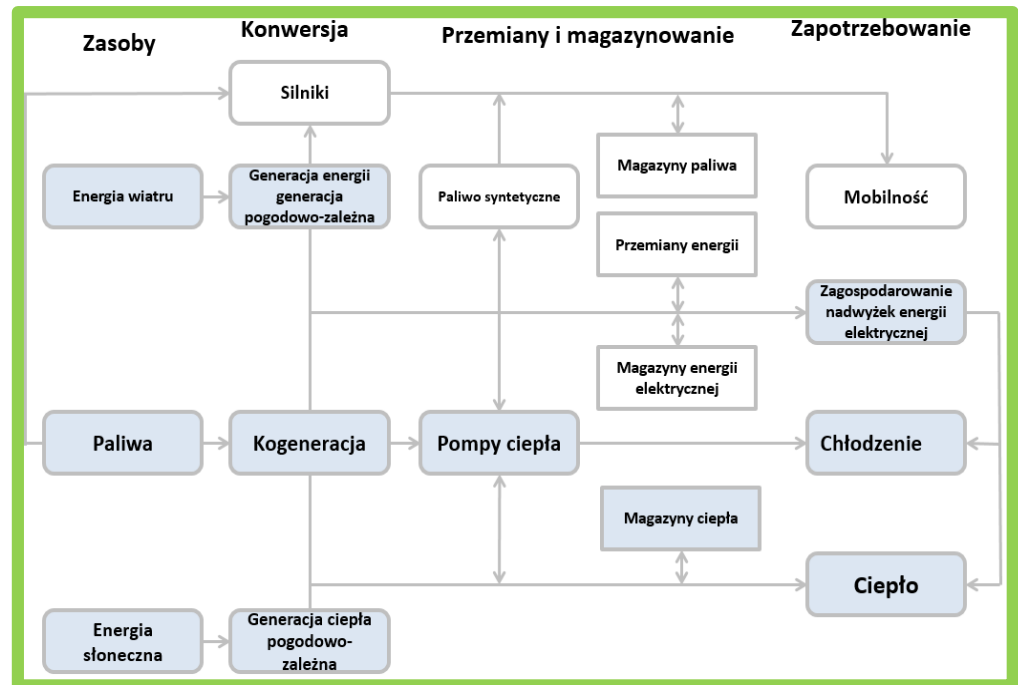 Zasoby
Konwersja
Przemiany i magazynowanie
Zapotrzebowanie
Silniki
Energia wiatru
Generacja energii
generacja
pogodowo-zależna
Paliwo syntetyczne
Magazyny paliwa
Mobilność
Przemiany energii
Zagospodarowanie
nadwyżek energii
elektrycznej
Magazyny energii
elektrycznej
Paliwa
Kogeneracja
Pompy ciepła
Chłodzenie
Magazyny ciepła
Ciepło
Energia
słoneczna
Generacja ciepła
pogodowo-
zależna